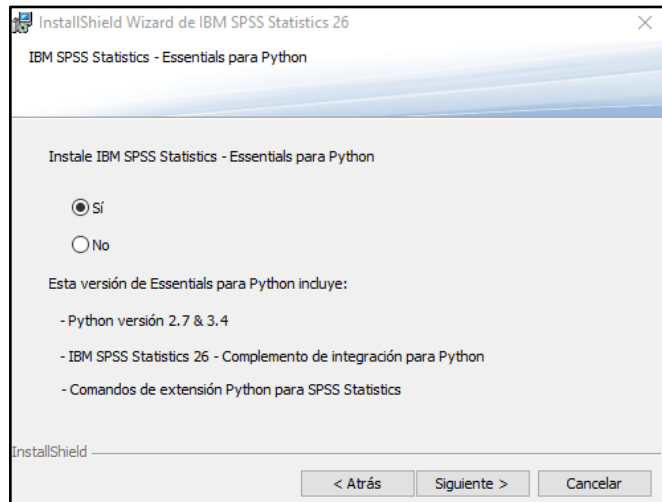 InstallShield Wizard de IBM SPSS Statistics 26
IBM SPSS Statistics - Essentials para Python
Instale IBM SPSS Statistics - Essentials para Python
Sí
No
Esta versión de Essentials para Python incluye:
- Python versión 2.7 & 3.4
- IBM SPSS Statistics 26 - Complemento de integración para Python
- Comandos de extensión Python para SPSS Statistics
InstallShield
< Atrás
Siguiente >
Cancelar